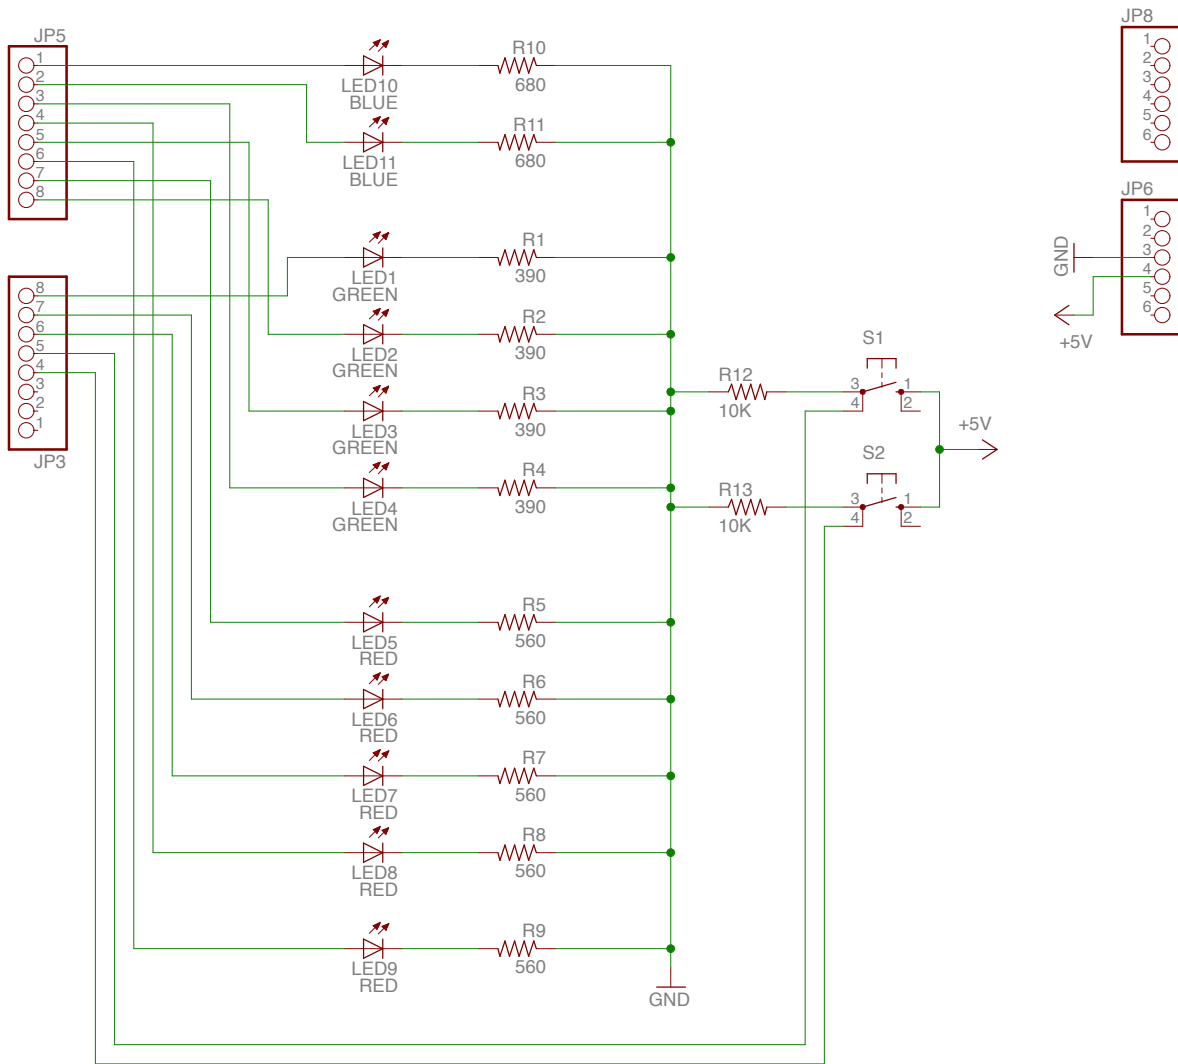 JP5
1
2
3
4
5
6
7
8
JP3
8
7
6
5
4
3
2
1
LED10
BLUE
R10
680
LED11
BLUE
R11
680
LED1
GREEN
R1
390
LED2
GREEN
R2
390
LED3
GREEN
R3
390
LED4
GREEN
R4
390
LED5
RED
R5
560
LED6
RED
R6
560
LED7
RED
R7
560
LED8
RED
R8
560
LED9
RED
R9
560
GND
R12
10K
S1
3
4
1
2
R13
10K
S2
3
4
1
2
+5V
JP8
1
2
3
4
5
6
JP6
1
2
3
4
5
6
GND
+5V